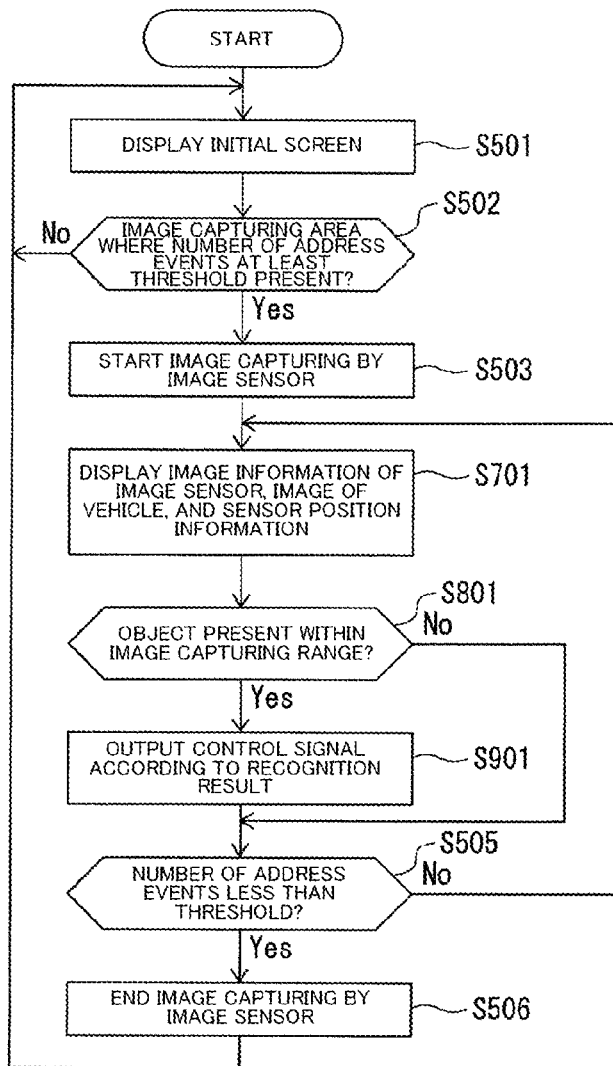 START
DISPLAY INITIAL SCREEN
S501
S502
No
IMAGE CAPTURING AREA
WHERE NUMBER OF ADDRESS
EVENTS AT LEAST
THRESHOLD PRESENT?
Yes
START IMAGE CAPTURING BY
IMAGE SENSOR
S503
DISPLAY IMAGE INFORMATION OF
IMAGE SENSOR, IMAGE OF
VEHICLE, AND SENSOR POSITION
INFORMATION
S701
S801
OBJECT PRESENT WITHIN
IMAGE CAPTURING RANGE?
No
Yes
OUTPUT CONTROL SIGNAL
ACCORDING TO RECOGNITION
RESULT
S901
S505
NUMBER OF ADDRESS
EVENTS LESS THAN
THRESHOLD?
No
Yes
END IMAGE CAPTURING BY
IMAGE SENSOR
S506